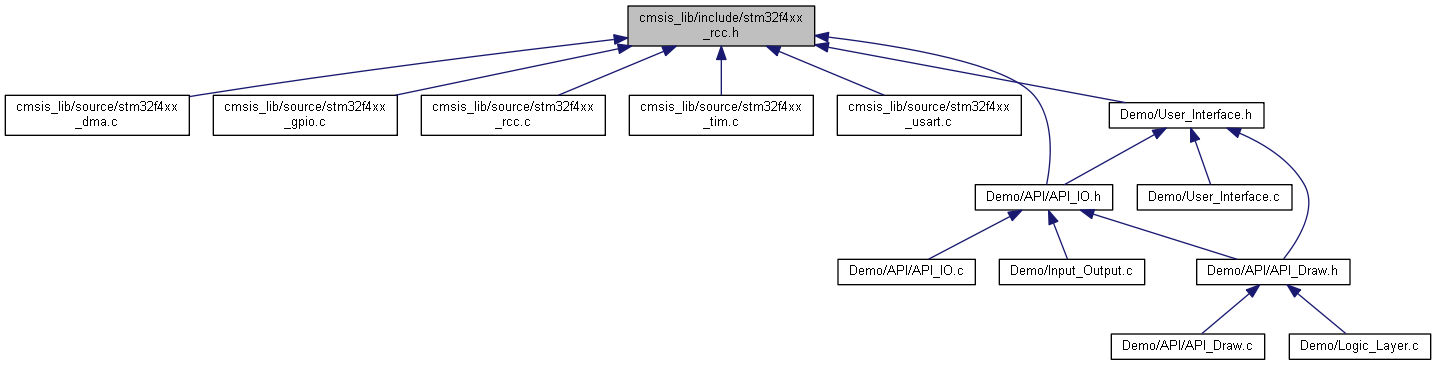 cmsis_lib/include/stm32f4xx
_rcc.h
cmsis_lib/source/stm32f4xx
_dma.c
cmsis_lib/source/stm32f4xx
_gpio.c
cmsis_lib/source/stm32f4xx
_rcc.c
cmsis_lib/source/stm32f4xx
_tim.c
cmsis_lib/source/stm32f4xx
_usart.c
Demo/User_Interface.h
Demo/API/API_IO.h
Demo/User_Interface.c
Demo/API/API_IO.c
Demo/Input_Output.c
Demo/API/API_Draw.h
Demo/API/API_Draw.c
Demo/Logic_Layer.c